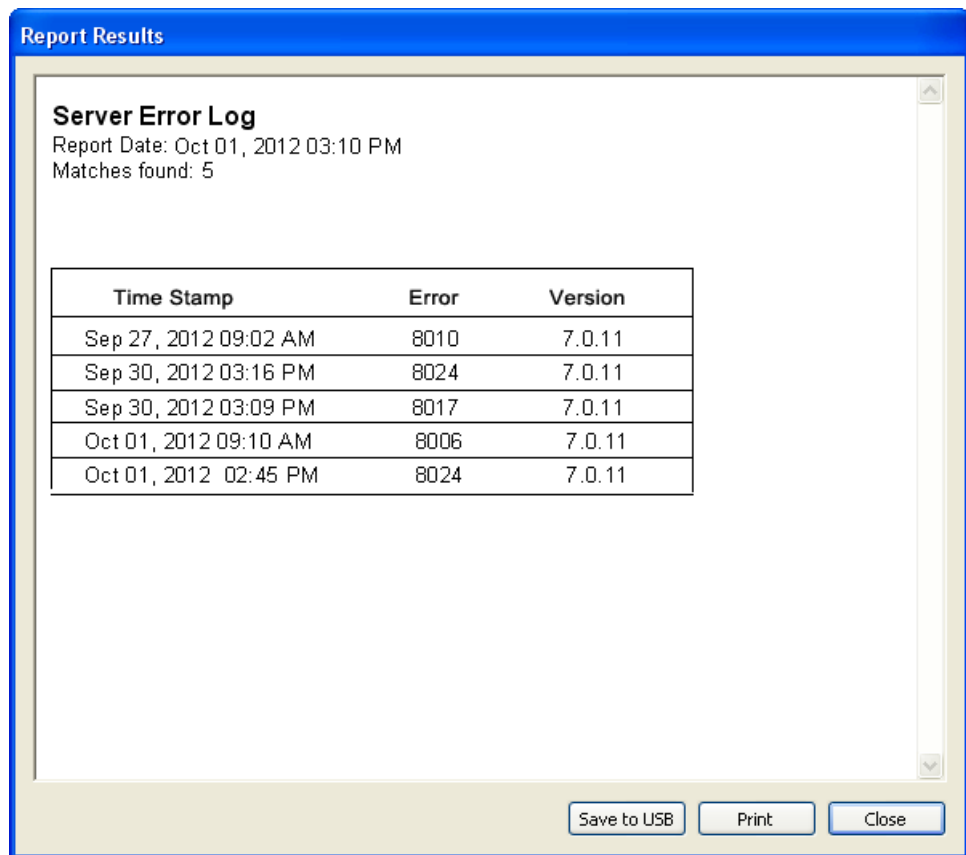 Report Results
Server Error Log
Report Date: Oct 01, 2012 03:10 PM
Matches found: 5
Time Stamp Error Version
Sep 27, 2012 09:02 AM 8010 7.0.11
Sep 30, 2012 03:16 PM 8024 7.0.11
Sep 30, 2012 03:09 PM 8017 7.0.11
Oct 01, 2012 09:10 AM 8006 7.0.11
Oct 01, 2012 02:45 PM 8024 7.0.11
Save to USB Print Close